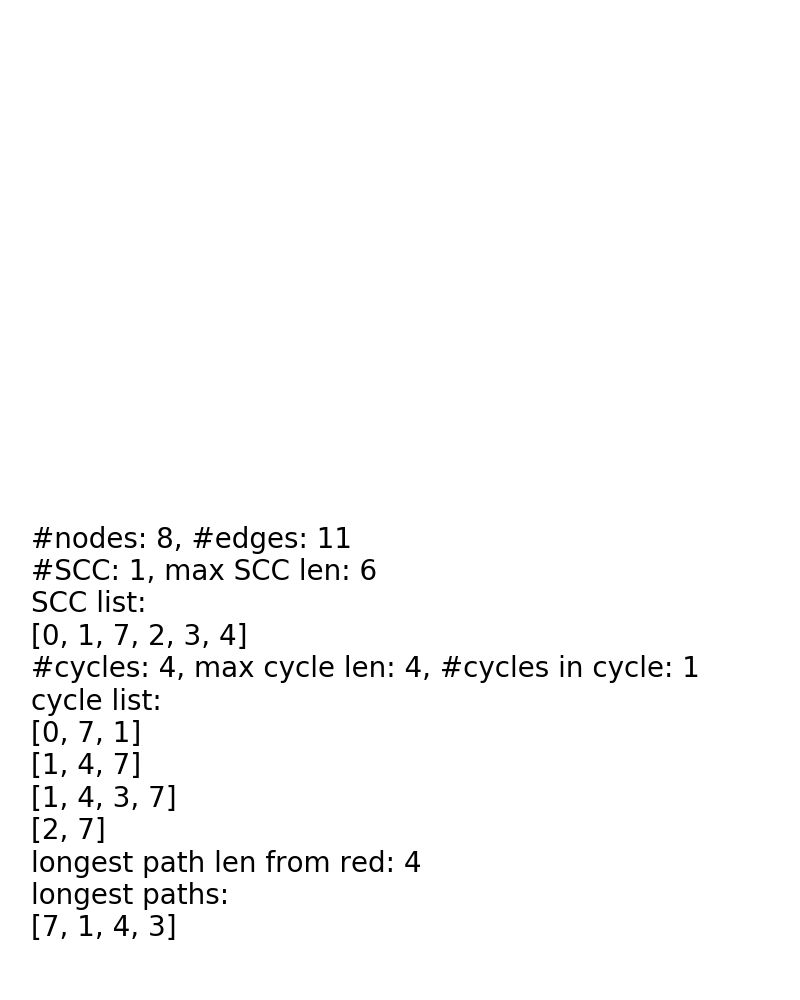 #nodes: 8, #edges: 11
#SCC: 1, max SCC len: 6
SCC list:
[0, 1, 7, 2, 3, 4]
#cycles: 4, max cycle len: 4, #cycles in cycle: 1
cycle list:
[0, 7, 1]
[1, 4, 7]
[1, 4, 3, 7]
[2, 7]
longest path len from red: 4
longest paths:
[7, 1, 4, 3]